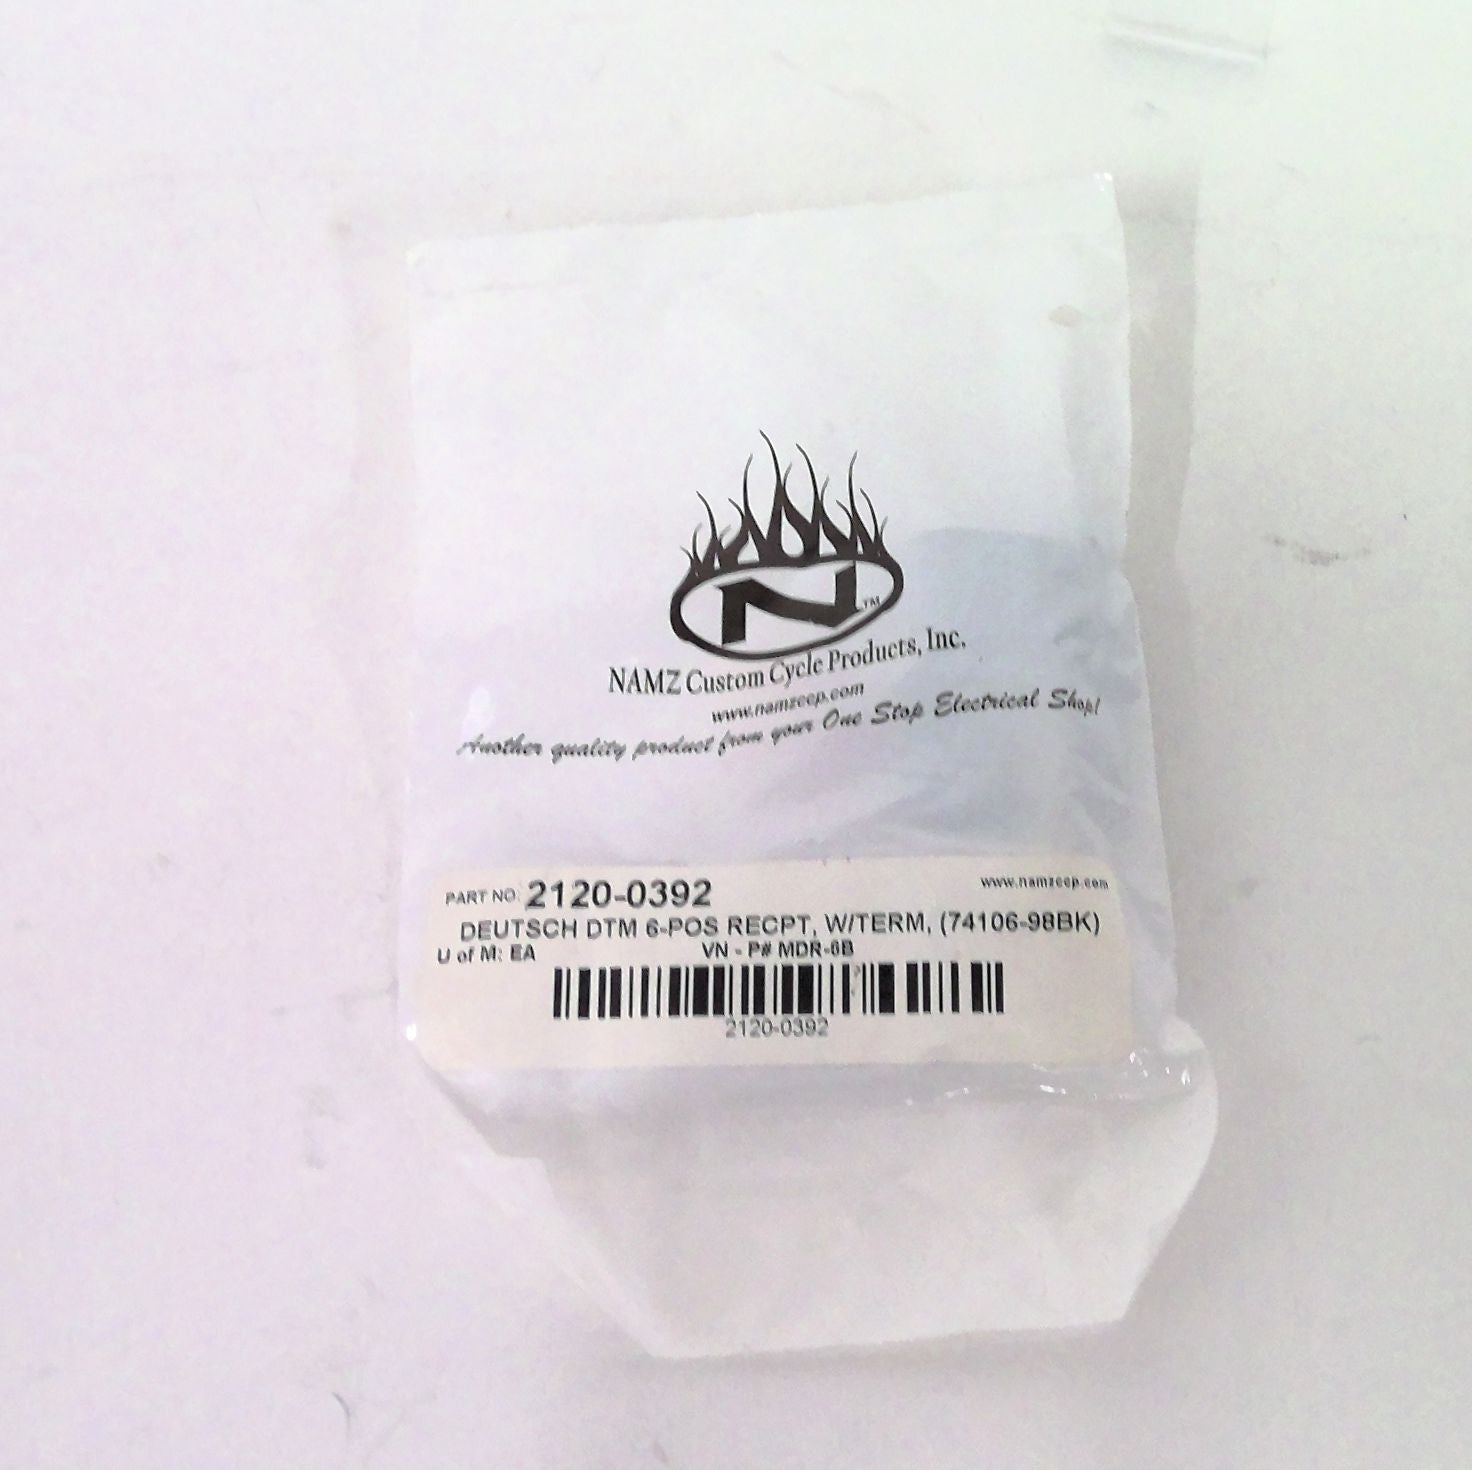 N™
NAMZ Custom Cycle Products, Inc.
www.namzccp.com
Another quality product from your One Stop Electrical Shop!
PART NO: 2120-0392
www.namzccp.com
DEUTSCH DTM 6-POS RECPT, W/TERM, (74106-98BK)
U of M: EA VN - P# MDR-6B
2120-0392